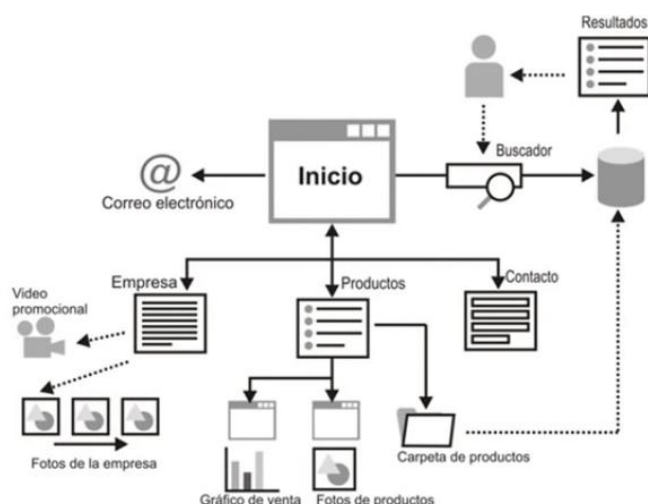 Resultados
Buscador
@
Correo electrónico
Inicio
Empresa
Productos
Contacto
Video
promocional
Fotos de la empresa
Carpeta de productos
Gráfico de venta
Fotos de productos